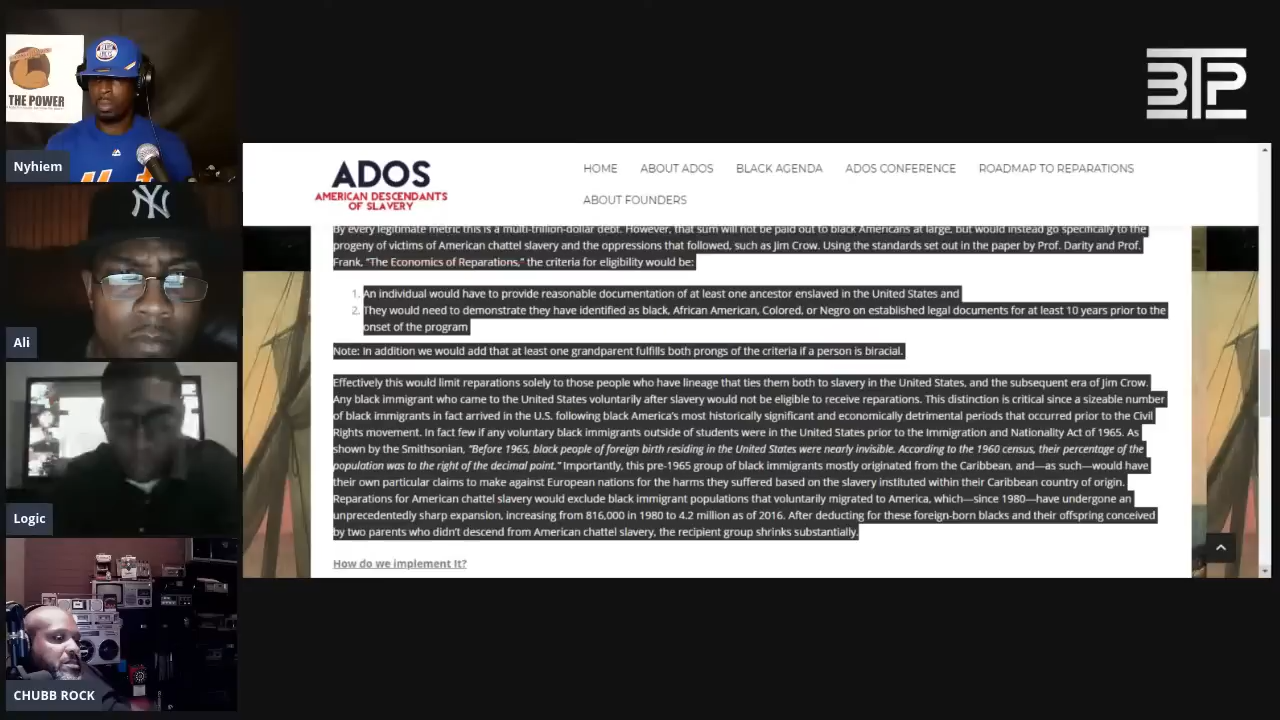 THE POWER
Nyhiem
Ali
Logic
CHUBB ROCK
BTP
ADOS
AMERICAN DESCENDANTS
OF SLAVERY
HOME ABOUT ADOS BLACK AGENDA ADOS CONFERENCE ROADMAP TO REPARATIONS
ABOUT FOUNDERS
By every legitimate metric this is a multi-trillion-dollar debt. However, that sum will not be paid out to black Americans at large, but would instead go specifically to the
progeny of victims of American chattel slavery and the oppressions that followed, such as Jim Crow. Using the standards set out in the paper by Prof. Darity and Prof.
Frank, “The Economics of Reparations,” the criteria for eligibility would be:
1. An individual would have to provide reasonable documentation of at least one ancestor enslaved in the United States and
2. They would need to demonstrate they have identified as black, African American, Colored, or Negro on established legal documents for at least 10 years prior to the
onset of the program
Note: In addition we would add that at least one grandparent fulfills both prongs of the criteria if a person is biracial.
Effectively this would limit reparations solely to those people who have lineage that ties them both to slavery in the United States, and the subsequent era of Jim Crow.
Any black immigrant who came to the United States voluntarily after slavery would not be eligible to receive reparations. This distinction is critical since a sizeable number
of black immigrants in fact arrived in the U.S. following black America’s most historically significant and economically detrimental periods that occurred prior to the Civil
Rights movement. In fact few if any voluntary black immigrants outside of students were in the United States prior to the Immigration and Nationality Act of 1965. As
shown by the Smithsonian, “Before 1965, black people of foreign birth residing in the United States were nearly invisible. According to the 1960 census, their percentage of the
population was to the right of the decimal point.” Importantly, this pre-1965 group of black immigrants mostly originated from the Caribbean, and—as such—would have
their own particular claims to make against European nations for the harms they suffered based on the slavery instituted within their Caribbean country of origin.
Reparations for American chattel slavery would exclude black immigrant populations that voluntarily migrated to America, which—since 1980—have undergone an
unprecedentedly sharp expansion, increasing from 816,000 in 1980 to 4.2 million as of 2016. After deducting for these foreign-born blacks and their offspring conceived
by two parents who didn’t descend from American chattel slavery, the recipient group shrinks substantially.
How do we implement It?